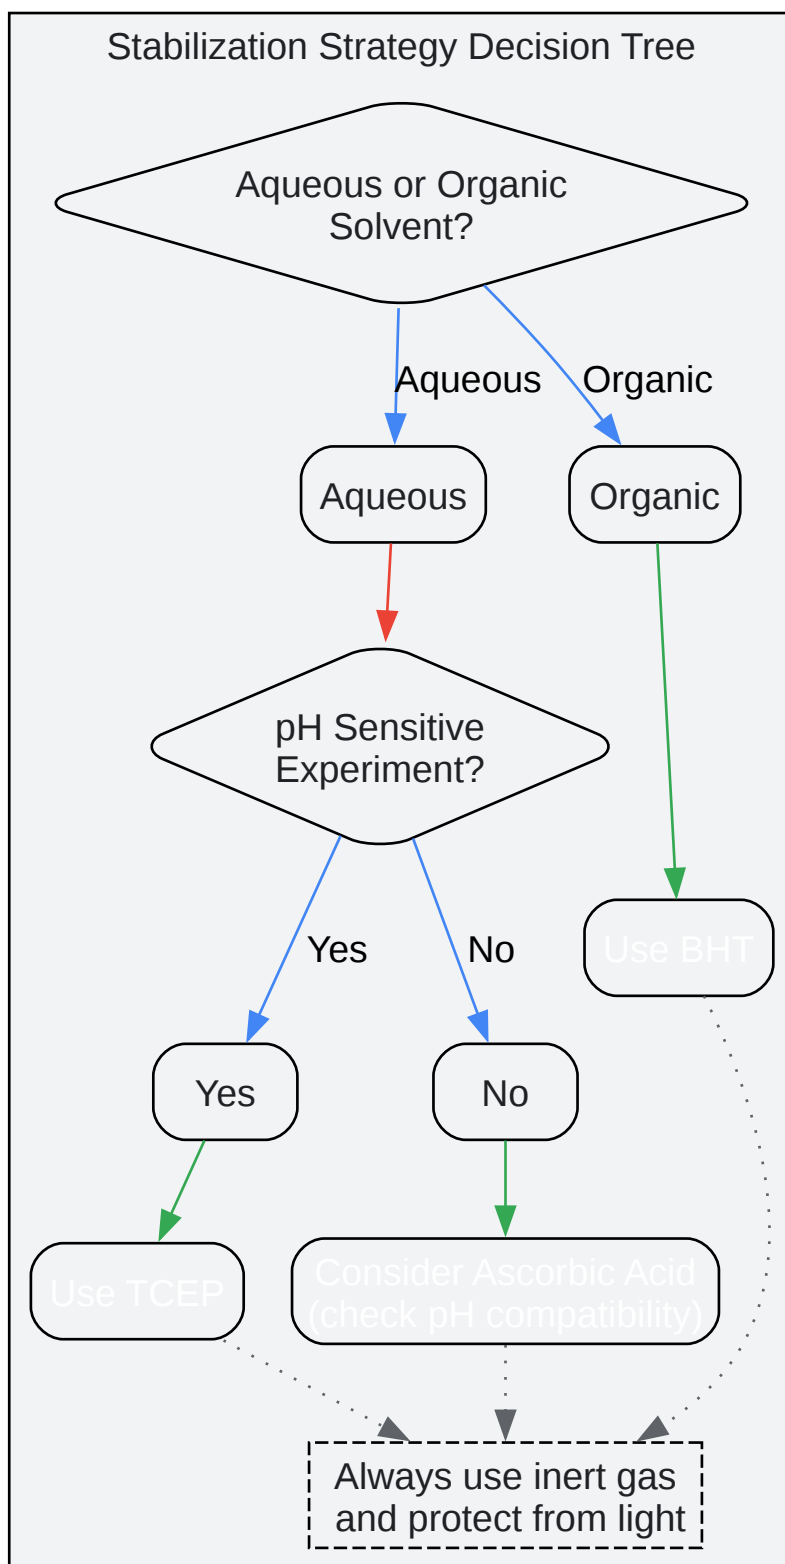 Stabilization Strategy Decision Tree
Aqueous or Organic
Solvent?
Aqueous
Organic
Aqueous
Organic
pH Sensitive
Experiment?
Yes
No
Use BHT
Yes
No
Use TCEP
Consider Ascorbic Acid
(check pH compatibility)
Always use inert gas
and protect from light